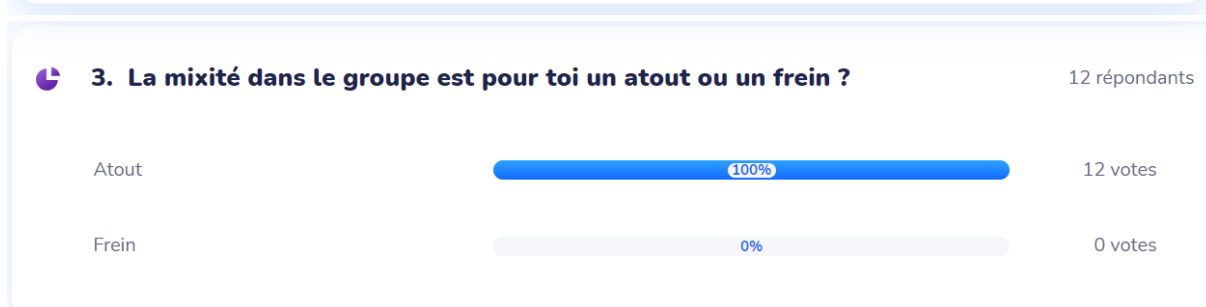 3. La mixité dans le groupe est pour toi un atout ou un frein ? 12 répondants
Atout 100% 12 votes
Frein 0% 0 votes